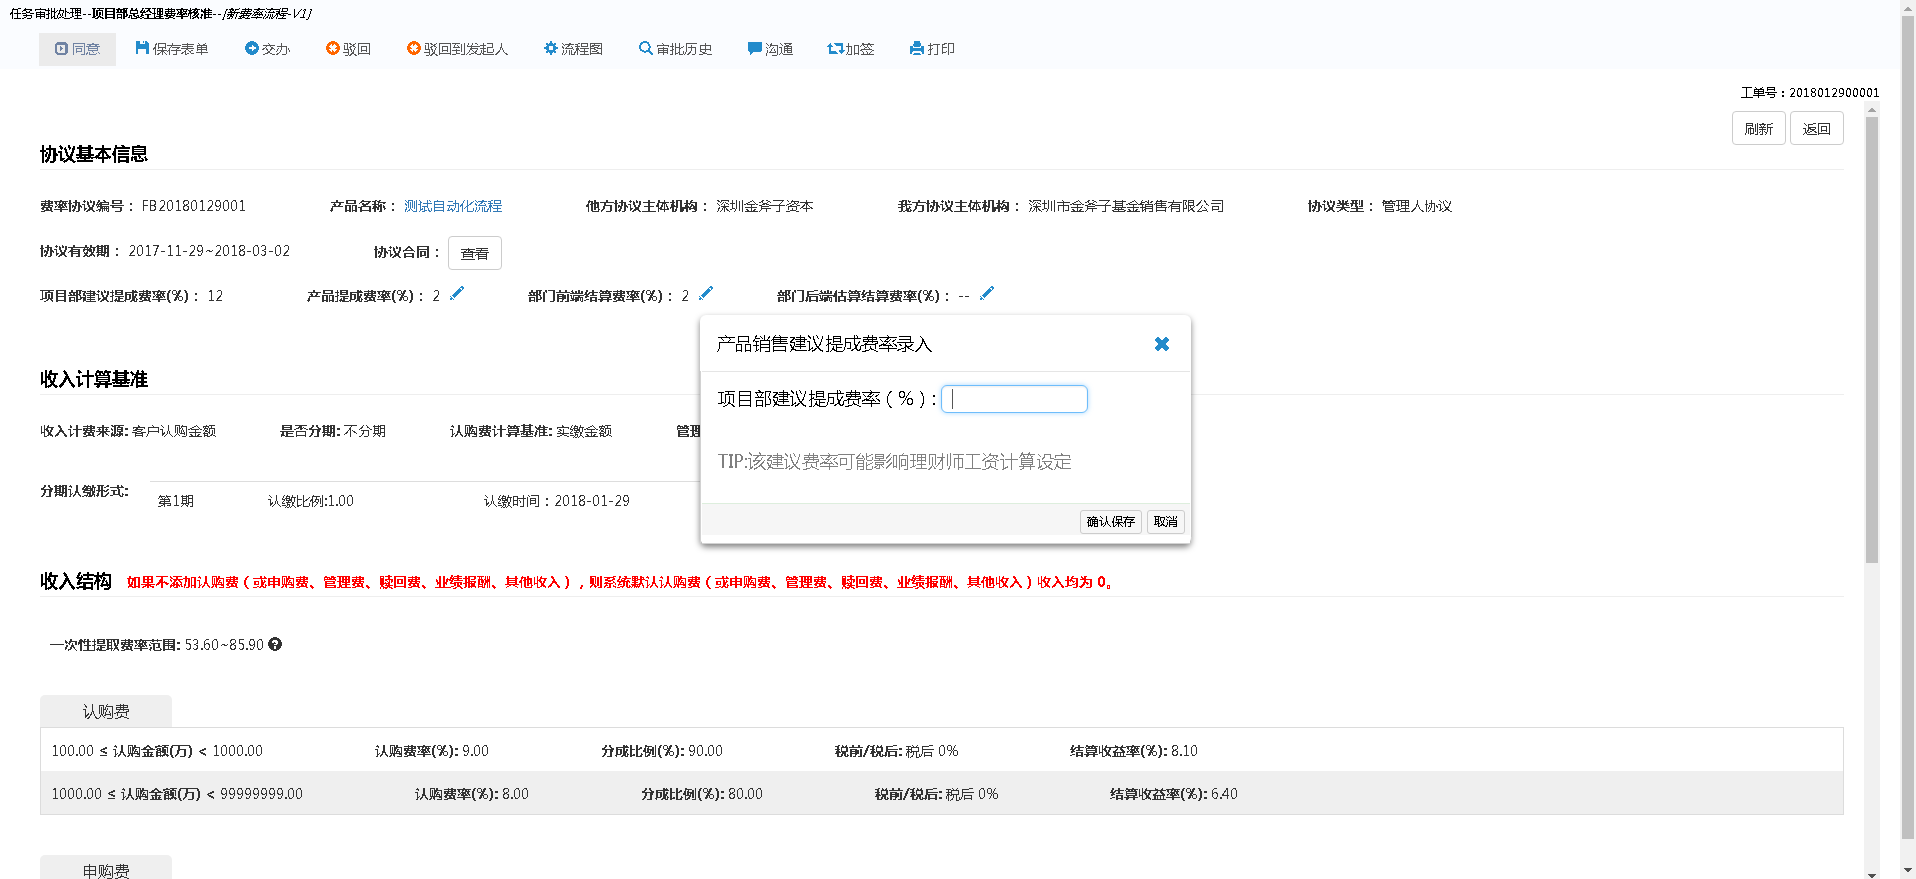 任务审批处理--项目部总经理费率核准--[新费率流程-V1]
同意 保存表单 交办 驳回 驳回到发起人 流程图 审批历史 沟通 加签 打印
工单号：2018012900001
刷新 返回
协议基本信息
费率协议编号： FB20180129001 产品名称： 测试自动化流程 他方协议主体机构： 深圳金斧子资本 我方协议主体机构： 深圳市金斧子基金销售有限公司 协议类型： 管理人协议
协议有效期： 2017-11-29~2018-03-02 协议合同： 查看
项目部建议提成费率(%)： 12 产品提成费率(%)： 2 部门前端结算费率(%)： 2 部门后端估算结算费率(%)： --
产品销售建议提成费率录入
项目部建议提成费率（%）:
TIP:该建议费率可能影响理财师工资计算设定
确认保存 取消
收入计算基准
收入计费来源: 客户认购金额 是否分期: 不分期 认购费计算基准: 实缴金额 管理
分期认缴形式: 第1期 认缴比例:1.00 认缴时间：2018-01-29
收入结构 如果不添加认购费（或申购费、管理费、赎回费、业绩报酬、其他收入），则系统默认认购费（或申购费、管理费、赎回费、业绩报酬、其他收入）收入均为 0。
一次性提取费率范围: 53.60~85.90
认购费
100.00 ≤ 认购金额(万) < 1000.00 认购费率(%): 9.00 分成比例(%): 90.00 税前/税后: 税后 0% 结算收益率(%): 8.10
1000.00 ≤ 认购金额(万) < 99999999.00 认购费率(%): 8.00 分成比例(%): 80.00 税前/税后: 税后 0% 结算收益率(%): 6.40
申购费